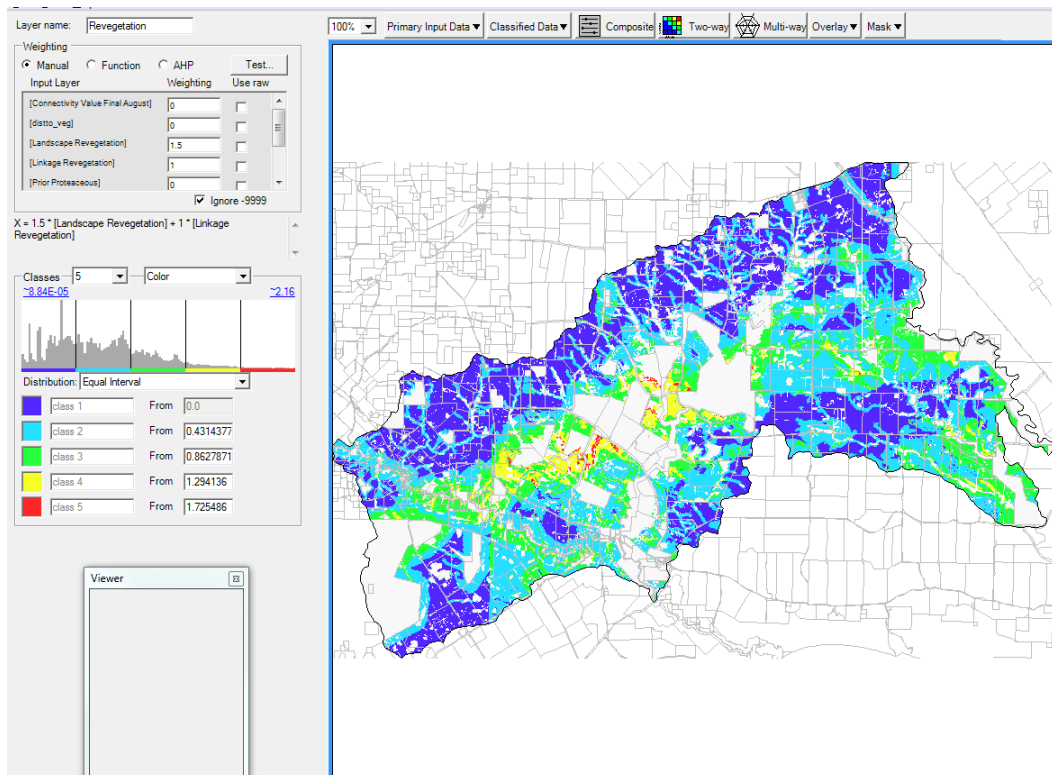 Layer name: Revegetation
100% Primary Input Data Classified Data Composite Two-way Multi-way Overlay Mask
Weighting
Manual Function AHP Test...
Input Layer Weighting Use raw
[Connectivity Value Final August] 0
[distto_veg] 0
[Landscape Revegetation] 1.5
[Linkage Revegetation] 1
[Prior Proteaceous] 0
Ignore -9999
X = 1.5 * [Landscape Revegetation] + 1 * [Linkage
Revegetation]
Classes 5 Color
~8.84E-05 ~2.16
Distribution: Equal Interval
class 1 From 0.0
class 2 From 0.4314377
class 3 From 0.8627871
class 4 From 1.294136
class 5 From 1.725486
Viewer